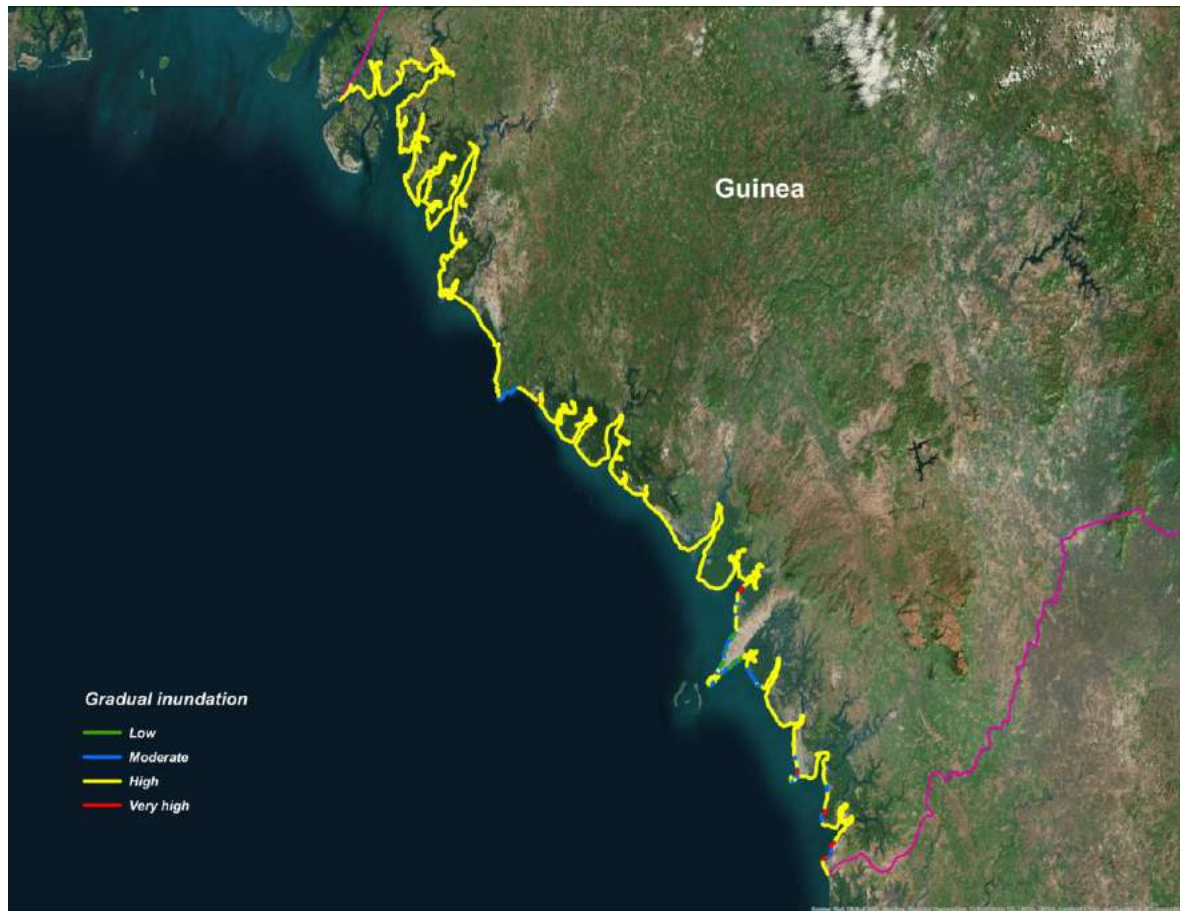 Guinea
Gradual inundation
Low
Moderate
High
Very high